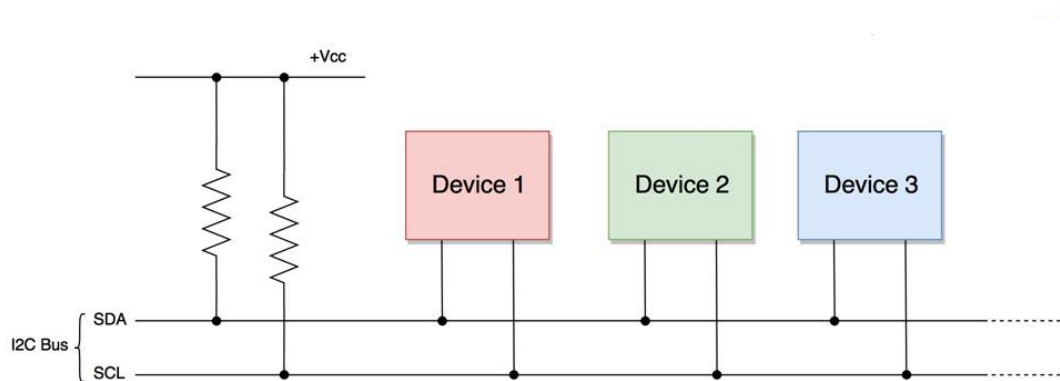 +Vcc
Device 1
Device 2
Device 3
SDA
I2C Bus
SCL